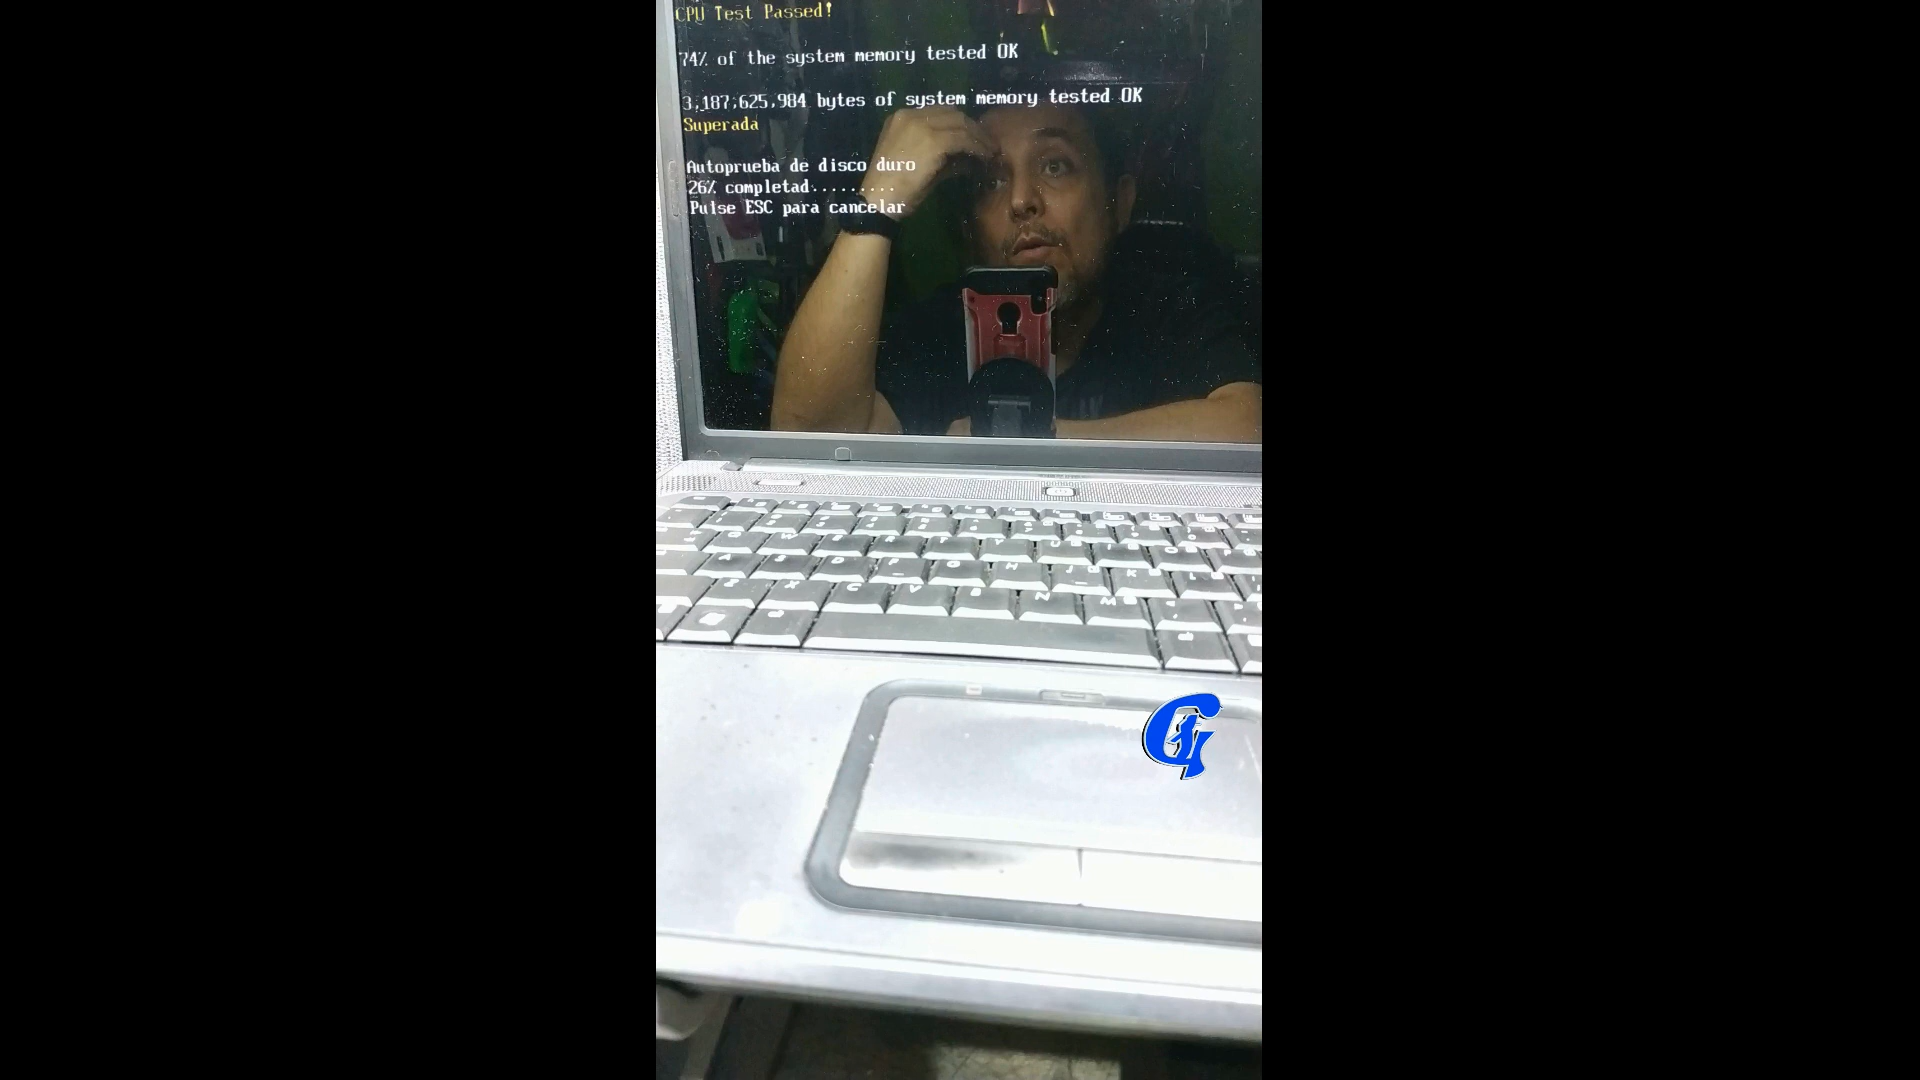 CPU Test Passed!
74% of the system memory tested OK
3,187,625,984 bytes of system memory tested OK
Superada
Autoprueba de disco duro
26% completad.........
Pulse ESC para cancelar
Q W E R T Y U I O P
A S D F G H J K L
Z X C V B N M
G